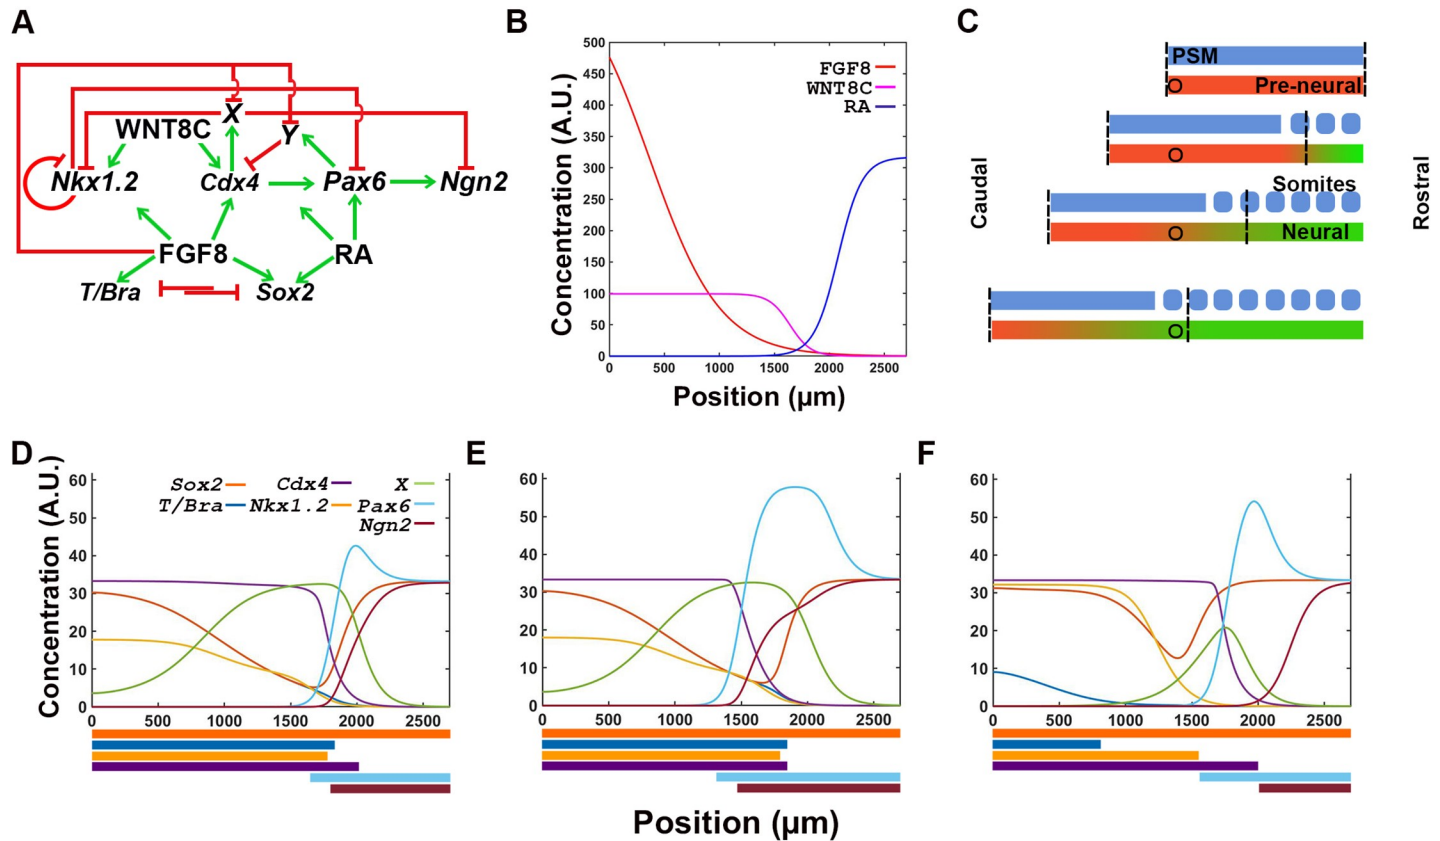 A
X
WNT8C
Y
Nkx1.2
Cdx4
Pax6
Ngn2
FGF8
RA
T/Bra
Sox2
B
Concentration (A.U.)
500
450
400
350
300
250
200
150
100
50
0
FGF8
WNT8C
RA
0 500 1000 1500 2000 2500
Position (µm)
C
PSM
Pre-neural
Caudal
Somites
Neural
Rostral
D
Concentration (A.U.)
60
50
40
30
20
10
0
Sox2 Cdx4 X
T/Bra Nkx1.2 Pax6
Ngn2
0 500 1000 1500 2000 2500
E
60
50
40
30
20
10
0
0 500 1000 1500 2000 2500
F
60
50
40
30
20
10
0
0 500 1000 1500 2000 2500
Position (µm)